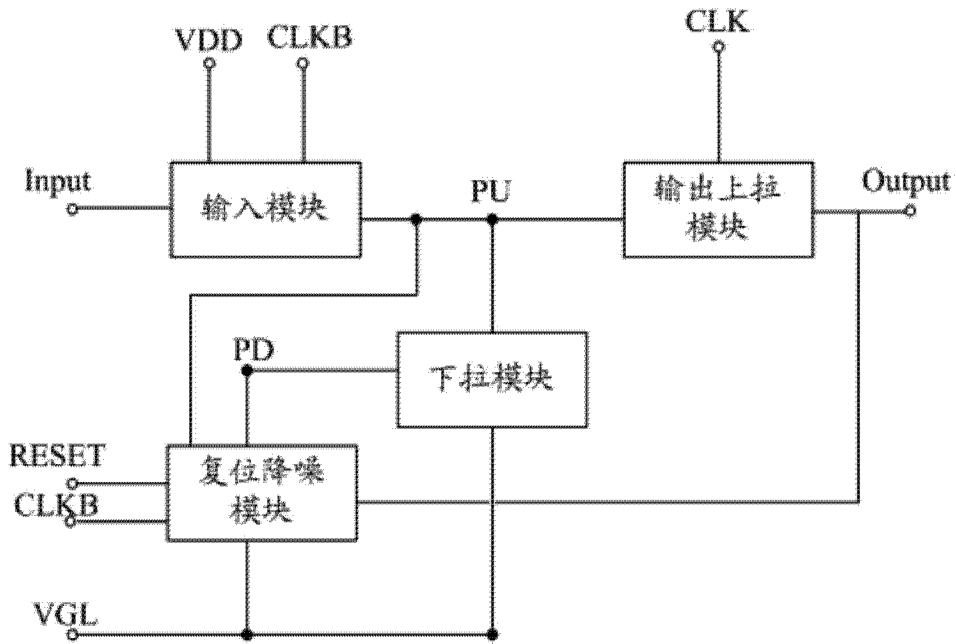 VDD
CLKB
CLK
Input
输入模块
PU
输出上拉
模块
Output
PD
下拉模块
RESET
CLKB
复位降噪
模块
VGL